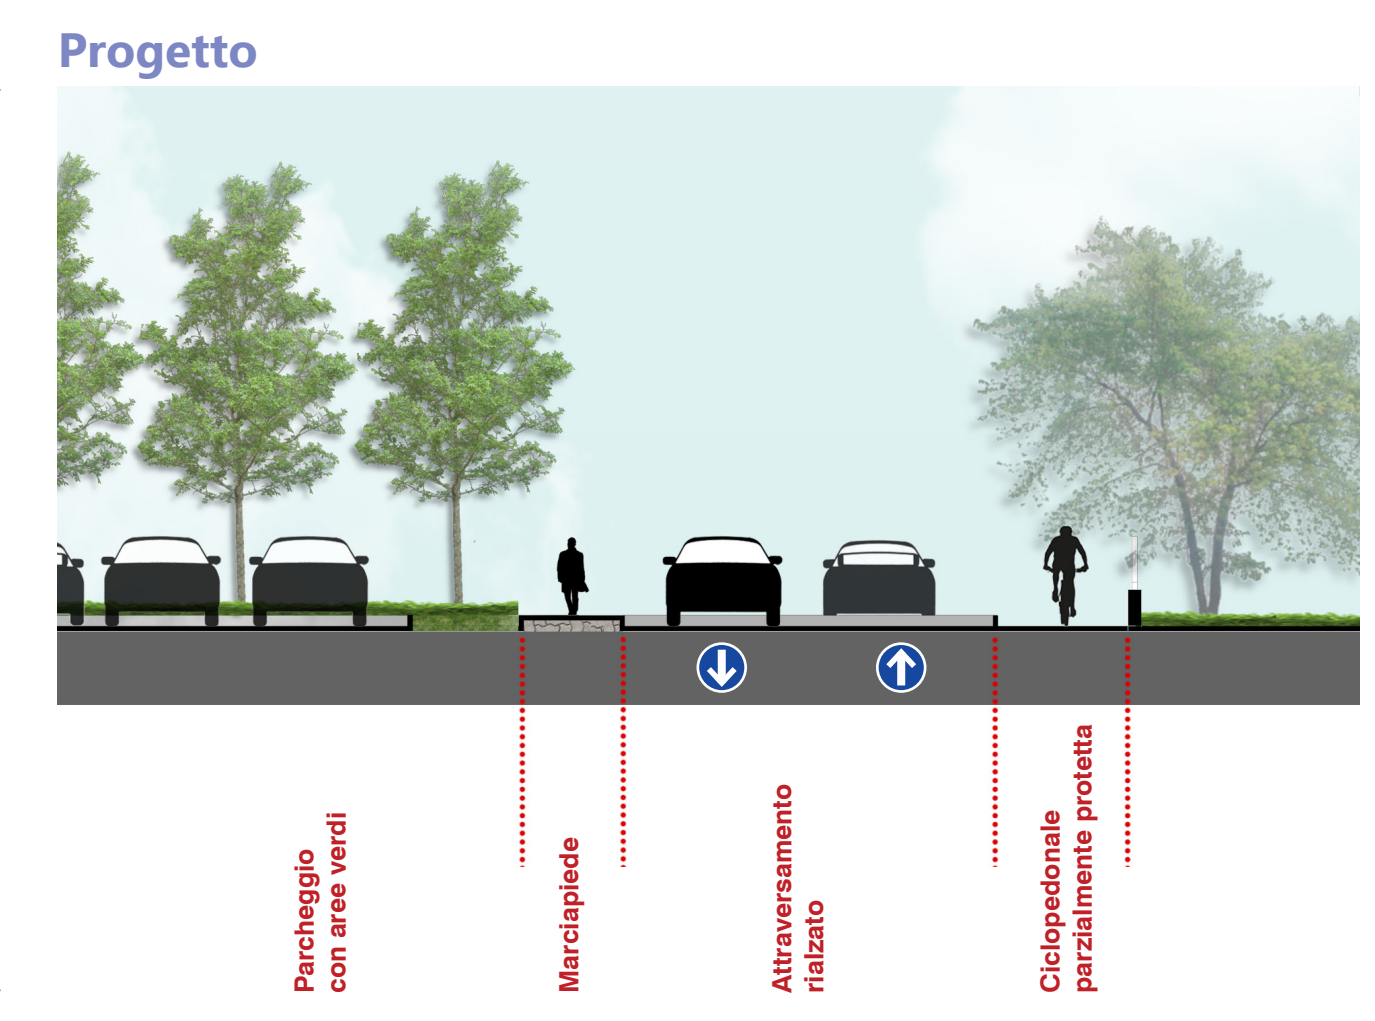 Progetto
Parcheggio
con aree verdi
Marciapiede
Attraversamento
rialzato
Ciclopedonale
parzialmente protetta